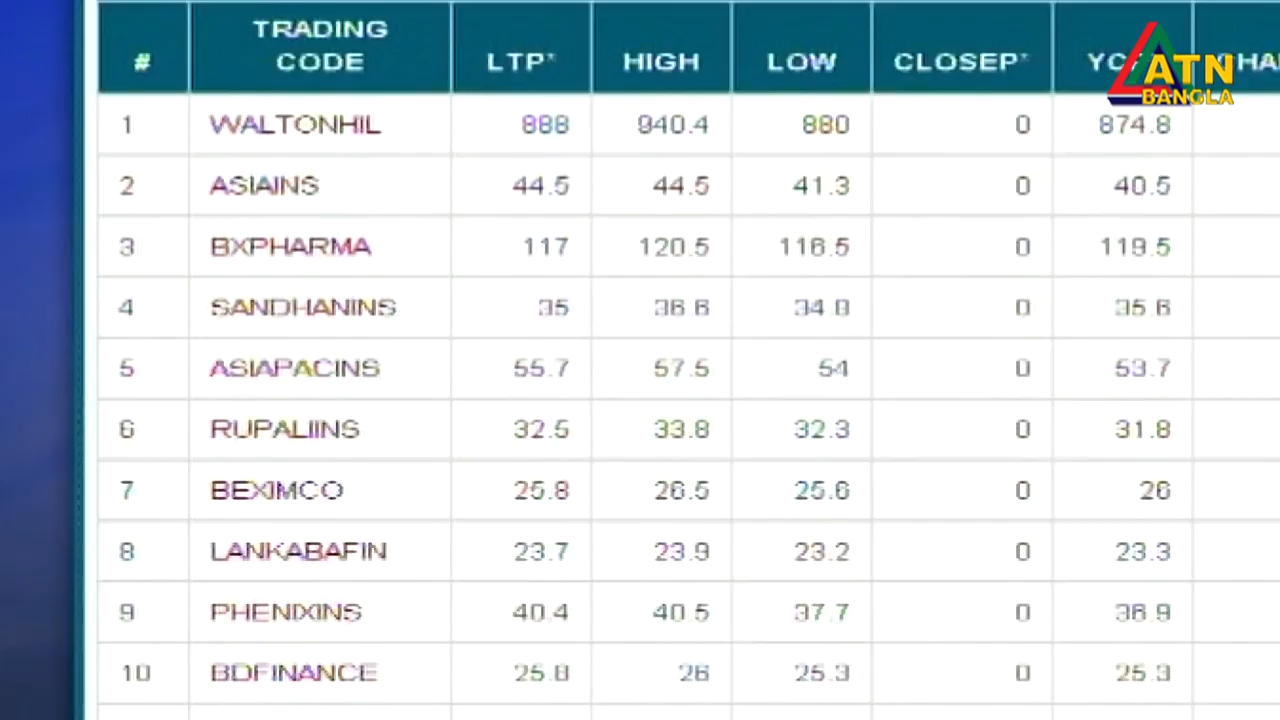 # TRADING CODE LTP* HIGH LOW CLOSEP* HA
ATN
BANGLA
1 WALTONHIL 888 940.4 880 0 874.8
2 ASIAINS 44.5 44.5 41.3 0 40.5
3 BXPHARMA 117 120.5 116.5 0 119.5
4 SANDHANINS 35 36.6 34.8 0 35.6
5 ASIAPACINS 55.7 57.5 54 0 53.7
6 RUPALIINS 32.5 33.8 32.3 0 31.8
7 BEXIMCO 25.8 26.5 25.6 0 26
8 LANKABAFIN 23.7 23.9 23.2 0 23.3
9 PHENIXINS 40.4 40.5 37.7 0 36.9
10 BDFINANCE 25.8 26 25.3 0 25.3